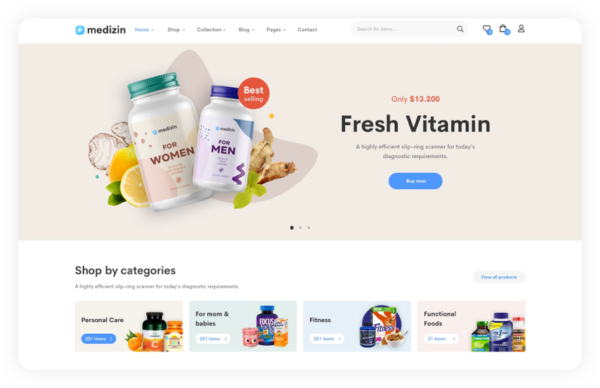 medizin
Home Shop Collection Blog Pages Contact
Search for items...
Best
selling
medizin
FOR
WOMEN
medizin
FOR
MEN
Only $13.200
Fresh Vitamin
A highly efficient slip-ring scanner for today's
diagnostic requirements.
Buy now
Shop by categories
A highly efficient slip-ring scanner for today's diagnostic requirements.
View all products
Personal Care
251 items
For mom &
babies
251 items
Fitness
251 items
Functional
Foods
21 items
C
FOCUS
Fitness